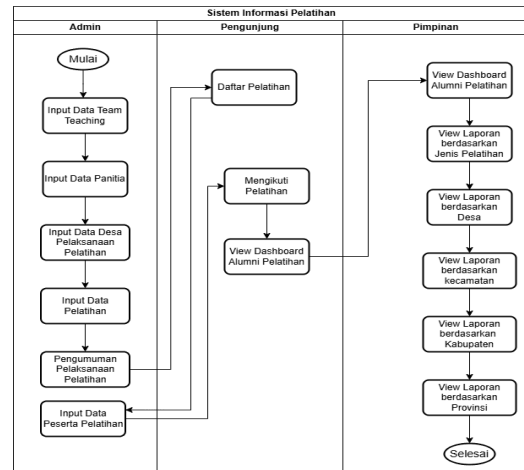 Sistem Informasi Pelatihan
Admin
Pengunjung
Pimpinan
Mulai
Input Data Team
Teaching
Input Data Panitia
Input Data Desa
Pelaksanaan
Pelatihan
Input Data
Pelatihan
Pengumuman
Pelaksanaan
Pelatihan
Input Data
Peserta Pelatihan
Daftar Pelatihan
Mengikuti
Pelatihan
View Dashboard
Alumni Pelatihan
View Dashboard
Alumni Pelatihan
View Laporan
berdasarkan
Jenis Pelatihan
View Laporan
berdasarkan
Desa
View Laporan
berdasarkan
kecamatan
View Laporan
berdasarkan
Kabupaten
View Laporan
berdasarkan
Provinsi
Selesai